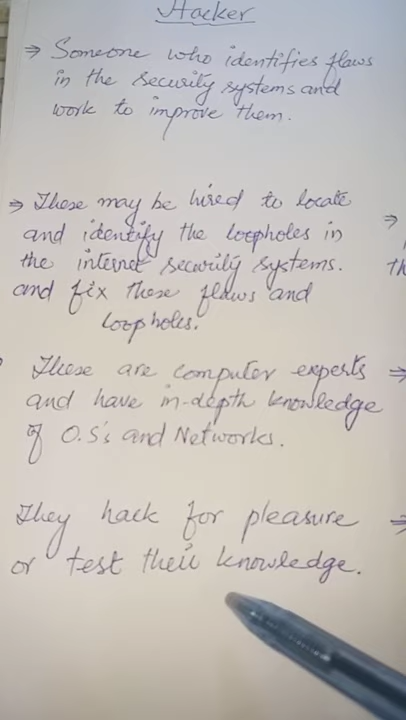 Hacker
⇒ Someone who identifies flaws
in the security systems and
work to improve them.
⇒ These may be hired to locate
and identify the loopholes in
the internet security systems.
and fix these flaws and
loopholes.
These are computer experts
and have in-depth knowledge
of O.S's and Networks.
They hack for pleasure
or test their knowledge.
⇒
⇒
⇒